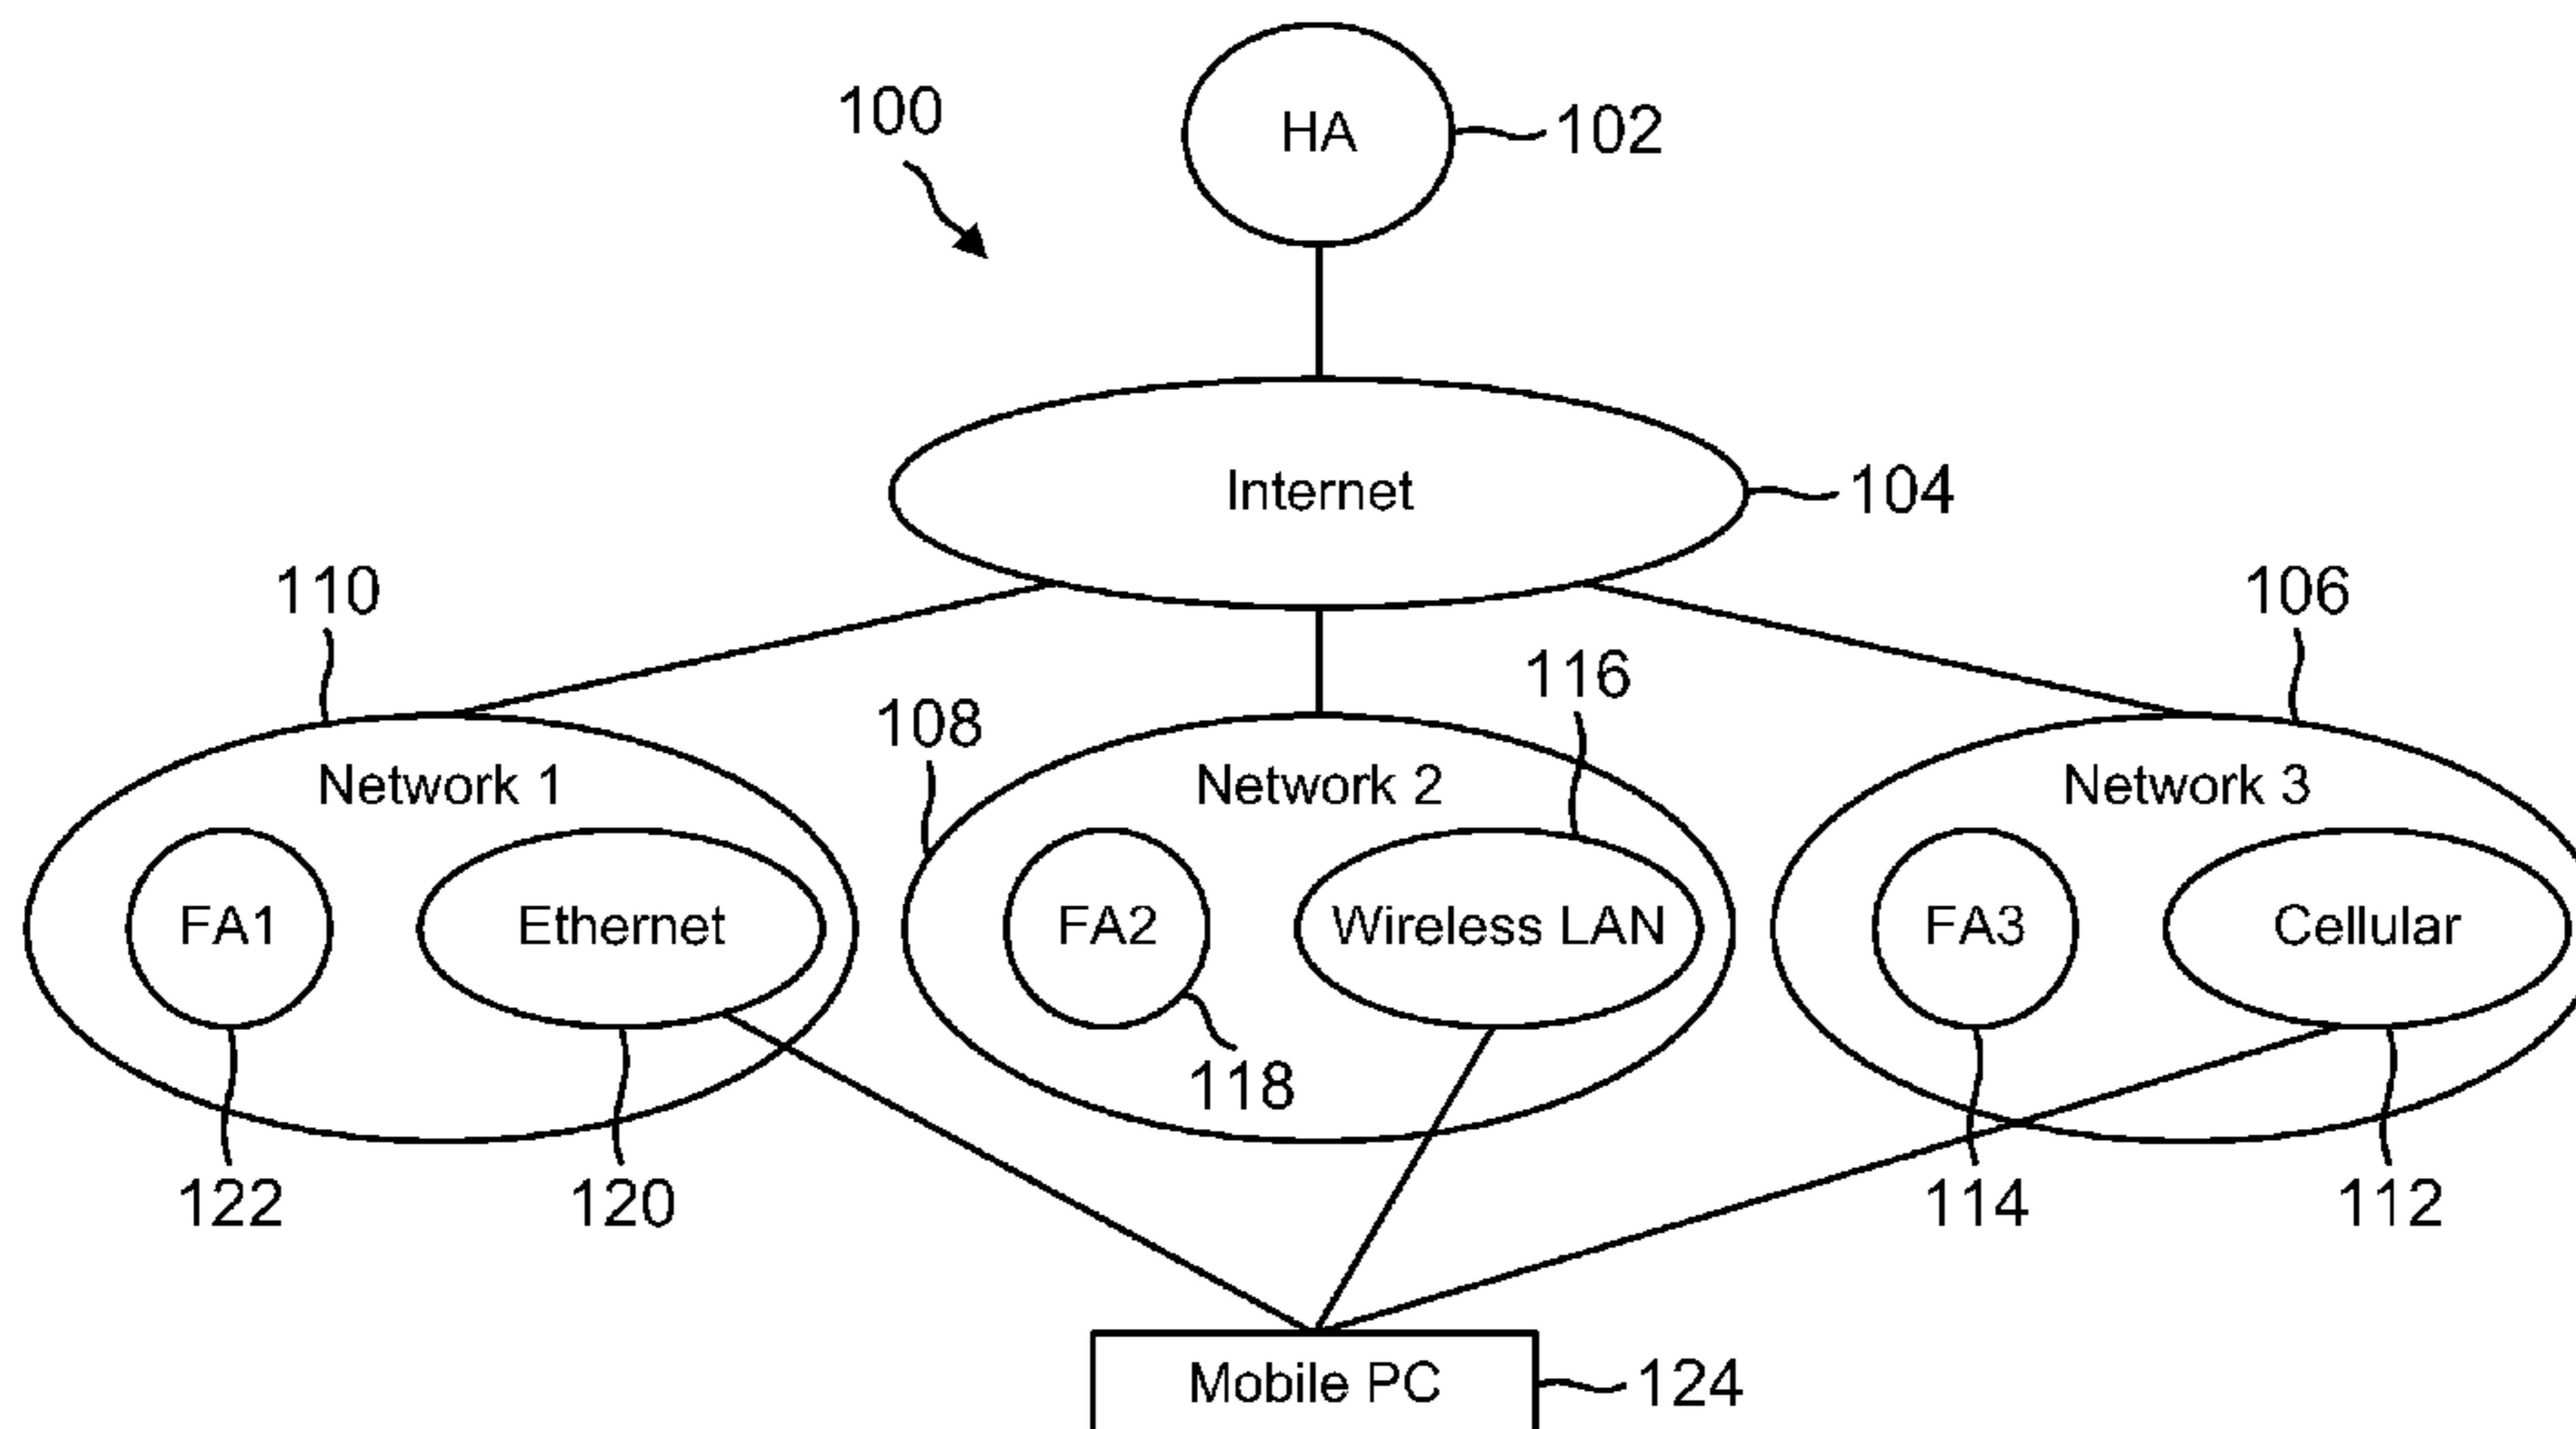 100
HA
102
Internet
104
110
106
116
108
Network 1
Network 2
Network 3
FA1
Ethernet
FA2
Wireless LAN
FA3
Cellular
118
122
120
114
112
Mobile PC
124